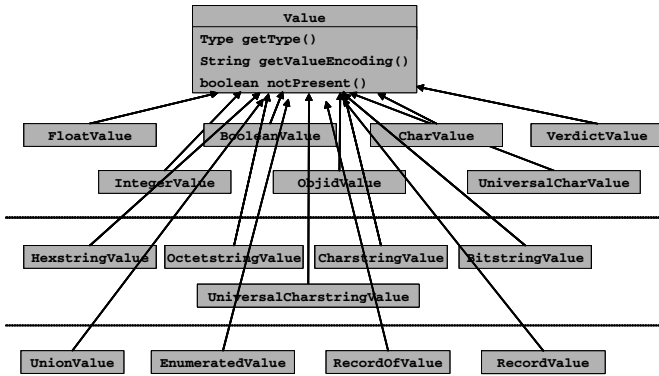 Value
Type getType()
String getValueEncoding()
boolean notPresent()
FloatValue BooleanValue CharValue VerdictValue
IntegerValue ObjidValue UniversalCharValue
HexstringValue OctetstringValue CharstringValue BitstringValue
UniversalCharstringValue
UnionValue EnumeratedValue RecordOfValue RecordValue